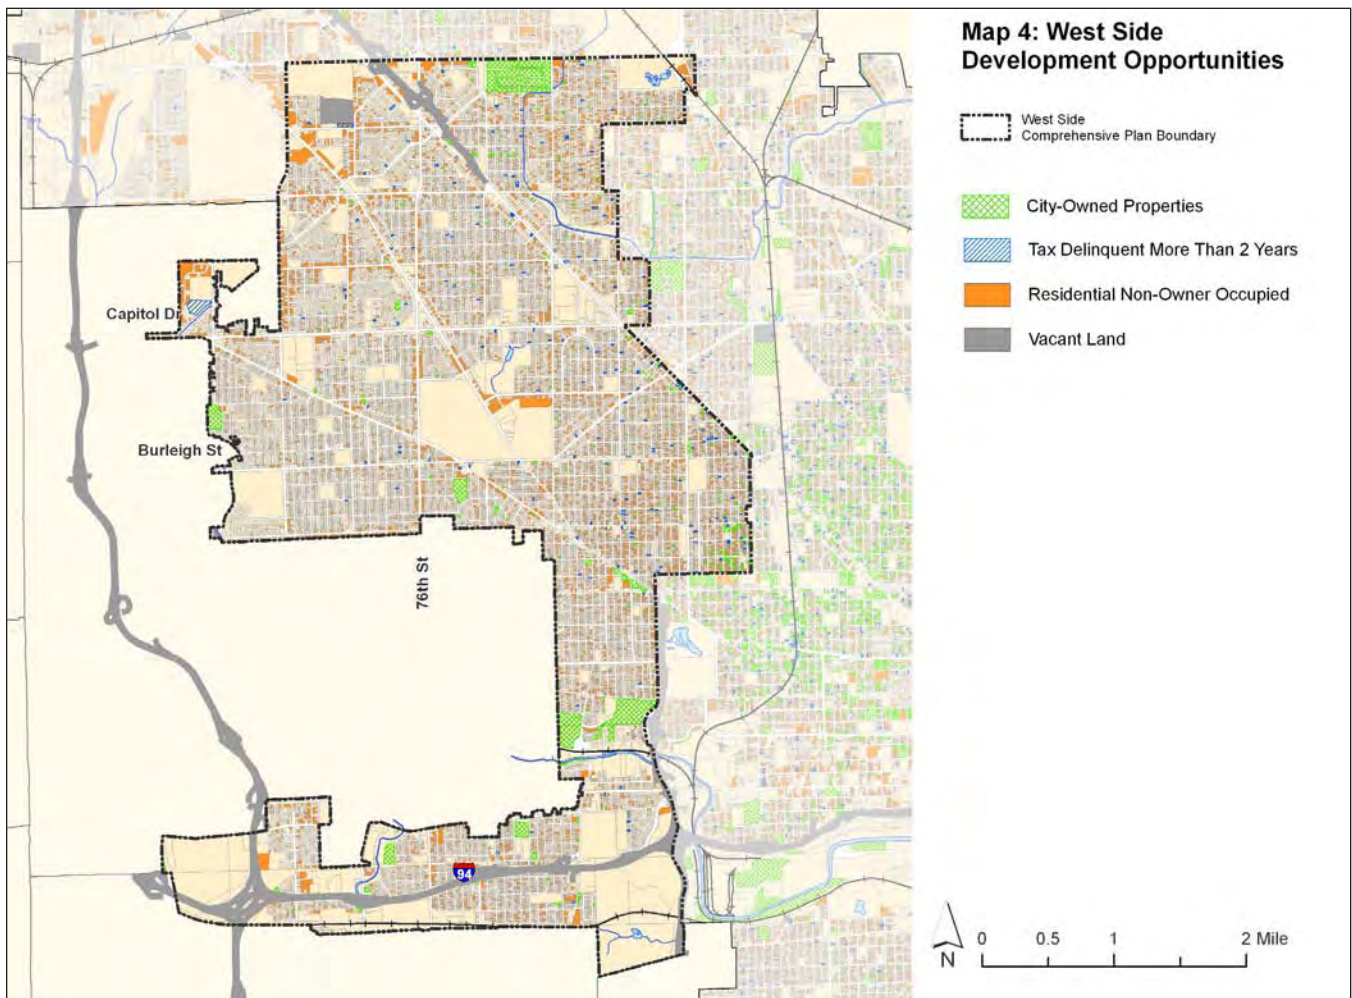 Map 4: West Side
Development Opportunities
West Side
Comprehensive Plan Boundary
City-Owned Properties
Tax Delinquent More Than 2 Years
Residential Non-Owner Occupied
Vacant Land
Capitol Dr
Burleigh St
76th St
94
N
0 0.5 1 2 Mile